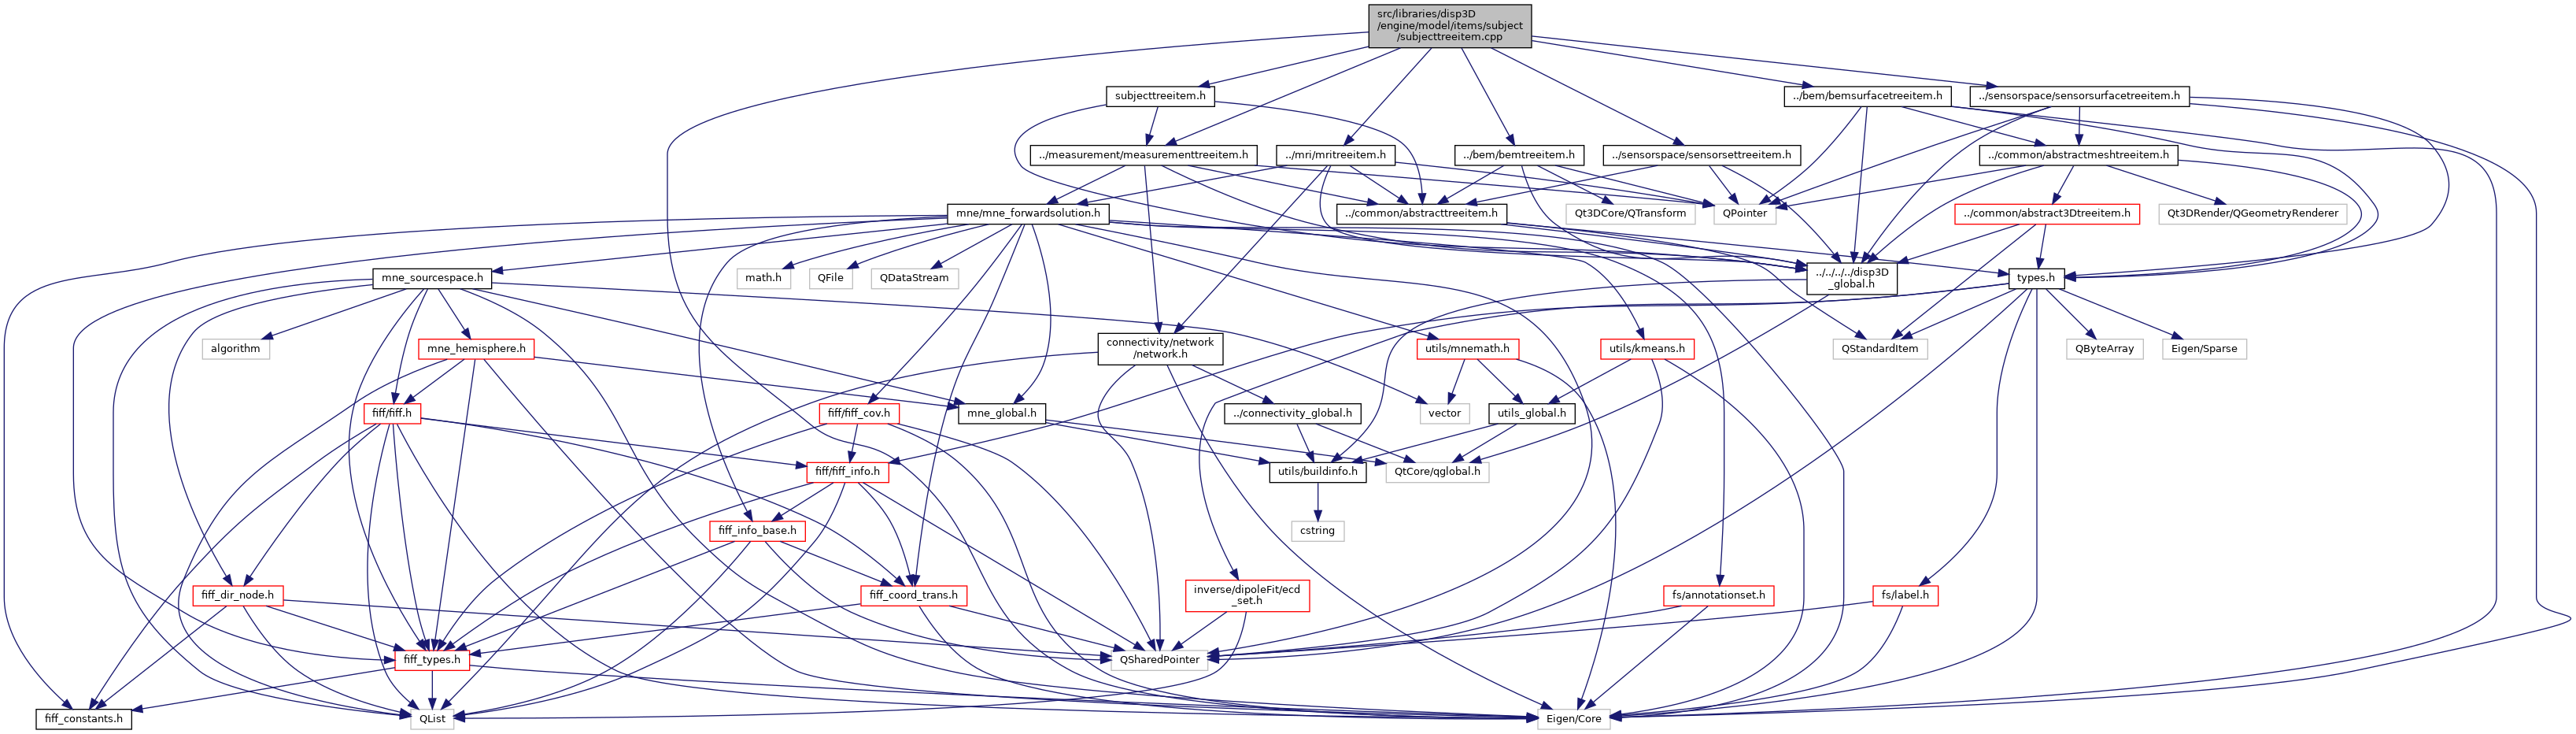 src/libraries/disp3D
/engine/model/items/subject
/subjecttreeitem.cpp
subjecttreeitem.h
../bem/bemsurfacetreeitem.h
../sensorspace/sensorsurfacetreeitem.h
../measurement/measurementtreeitem.h
../mri/mritreeitem.h
../bem/bemtreeitem.h
../sensorspace/sensorsettreeitem.h
../common/abstractmeshtreeitem.h
mne/mne_forwardsolution.h
../common/abstracttreeitem.h
Qt3DCore/QTransform
QPointer
../common/abstract3Dtreeitem.h
Qt3DRender/QGeometryRenderer
mne_sourcespace.h
math.h
QFile
QDataStream
../../../../disp3D
_global.h
types.h
algorithm
mne_hemisphere.h
connectivity/network
/network.h
utils/mnemath.h
utils/kmeans.h
QStandardItem
QByteArray
Eigen/Sparse
fiff/fiff.h
fiff/fiff_cov.h
mne_global.h
../connectivity_global.h
vector
utils_global.h
fiff/fiff_info.h
utils/buildinfo.h
QtCore/qglobal.h
fiff_info_base.h
cstring
fiff_dir_node.h
fiff_coord_trans.h
inverse/dipoleFit/ecd
_set.h
fs/annotationset.h
fs/label.h
fiff_types.h
QSharedPointer
fiff_constants.h
QList
Eigen/Core